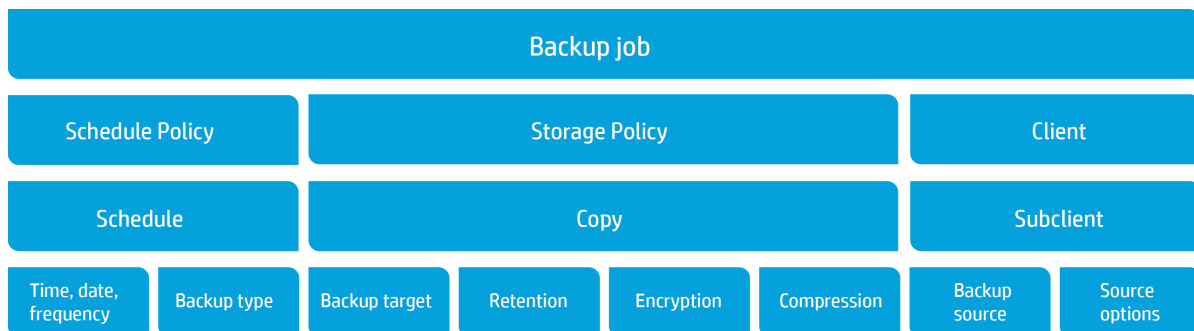 Backup job
Schedule Policy
Storage Policy
Client
Schedule
Copy
Subclient
Time, date,
frequency
Backup type
Backup target
Retention
Encryption
Compression
Backup
source
Source
options